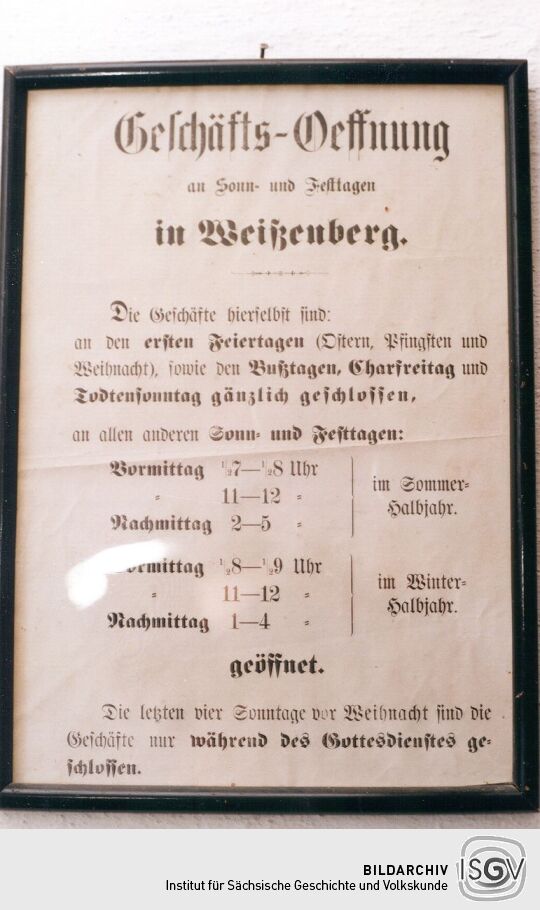 Geschäfts-Oeffnung
an Sonn- und Festtagen
in Weißenberg.
Die Geschäfte hierselbst sind:
an den ersten Feiertagen (Ostern, Pfingsten und
Weihnacht), sowie den Bußtagen, Charfreitag und
Todtensonntag gänzlich geschlossen,
an allen anderen Sonn- und Festtagen:
Vormittag ½7—½8 Uhr
" 11—12 "
Nachmittag 2—5 "
im Sommer-
Halbjahr.
Vormittag ½8—½9 Uhr
" 11—12 "
Nachmittag 1—4 "
im Winter-
Halbjahr.
geöffnet.
Die letzten vier Sonntage vor Weihnacht sind die
Geschäfte nur während des Gottesdienstes ge-
schlossen.
BILDARCHIV
Institut für Sächsische Geschichte und Volkskunde
ISGV